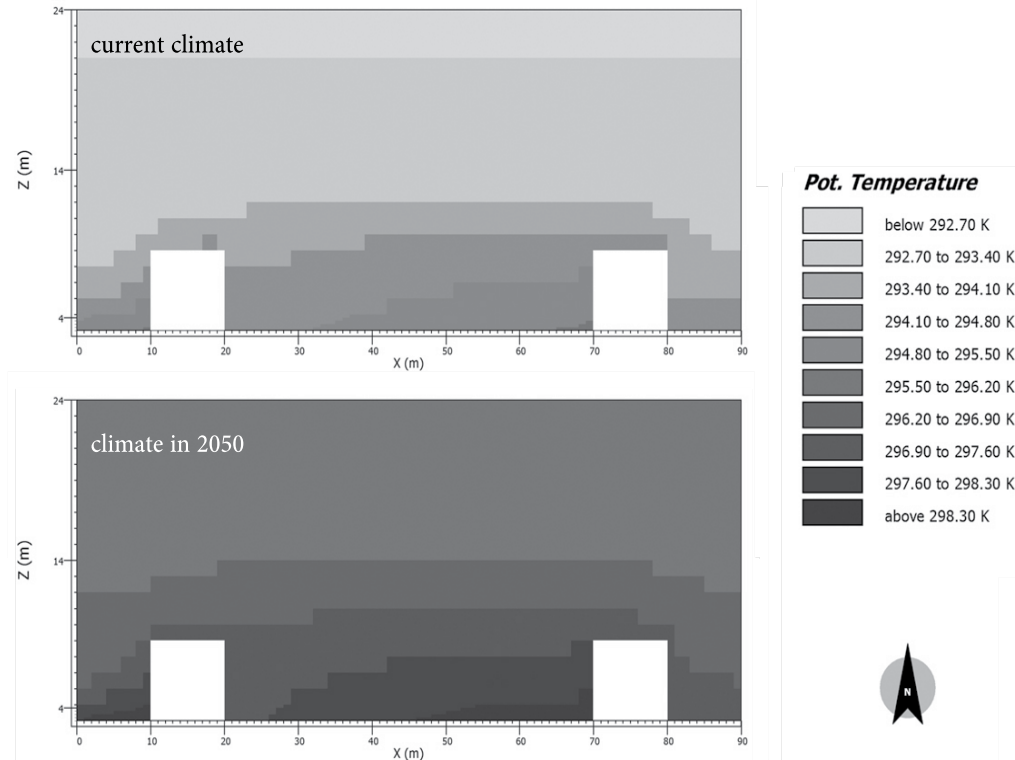 24
current climate
Z (m)
14
4
0 10 20 30 40 50 60 70 80 90
X (m)
24
climate in 2050
Z (m)
14
4
0 10 20 30 40 50 60 70 80 90
X (m)
Pot. Temperature
below 292.70 K
292.70 to 293.40 K
293.40 to 294.10 K
294.10 to 294.80 K
294.80 to 295.50 K
295.50 to 296.20 K
296.20 to 296.90 K
296.90 to 297.60 K
297.60 to 298.30 K
above 298.30 K
N